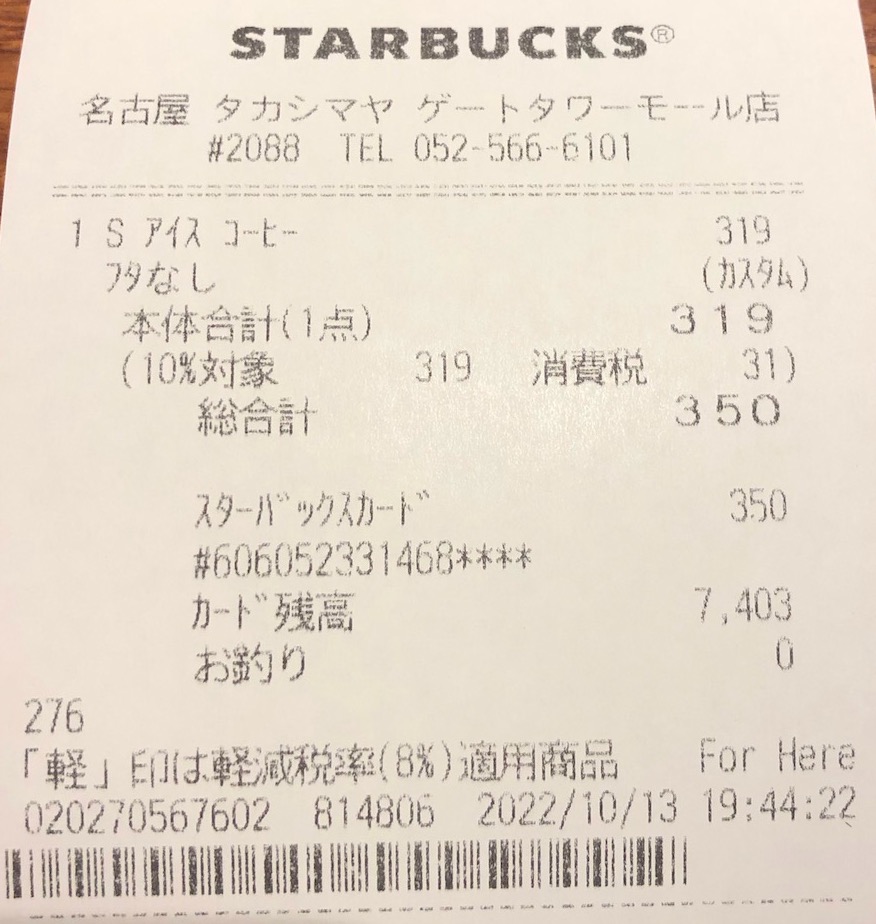 STARBUCKS®
名古屋 タカシマヤ ゲートタワーモール店
#2088 TEL 052-566-6101
1 S アイス コーヒー 319
フタなし (カスタム)
本体合計(1点) 319
(10%対象 319 消費税 31)
総合計 350
スターバックスカード 350
#606052331468****
カード残高 7,403
お釣り 0
276
「軽」印は軽減税率(8%)適用商品 For Here
020270567602 814806 2022/10/13 19:44:22